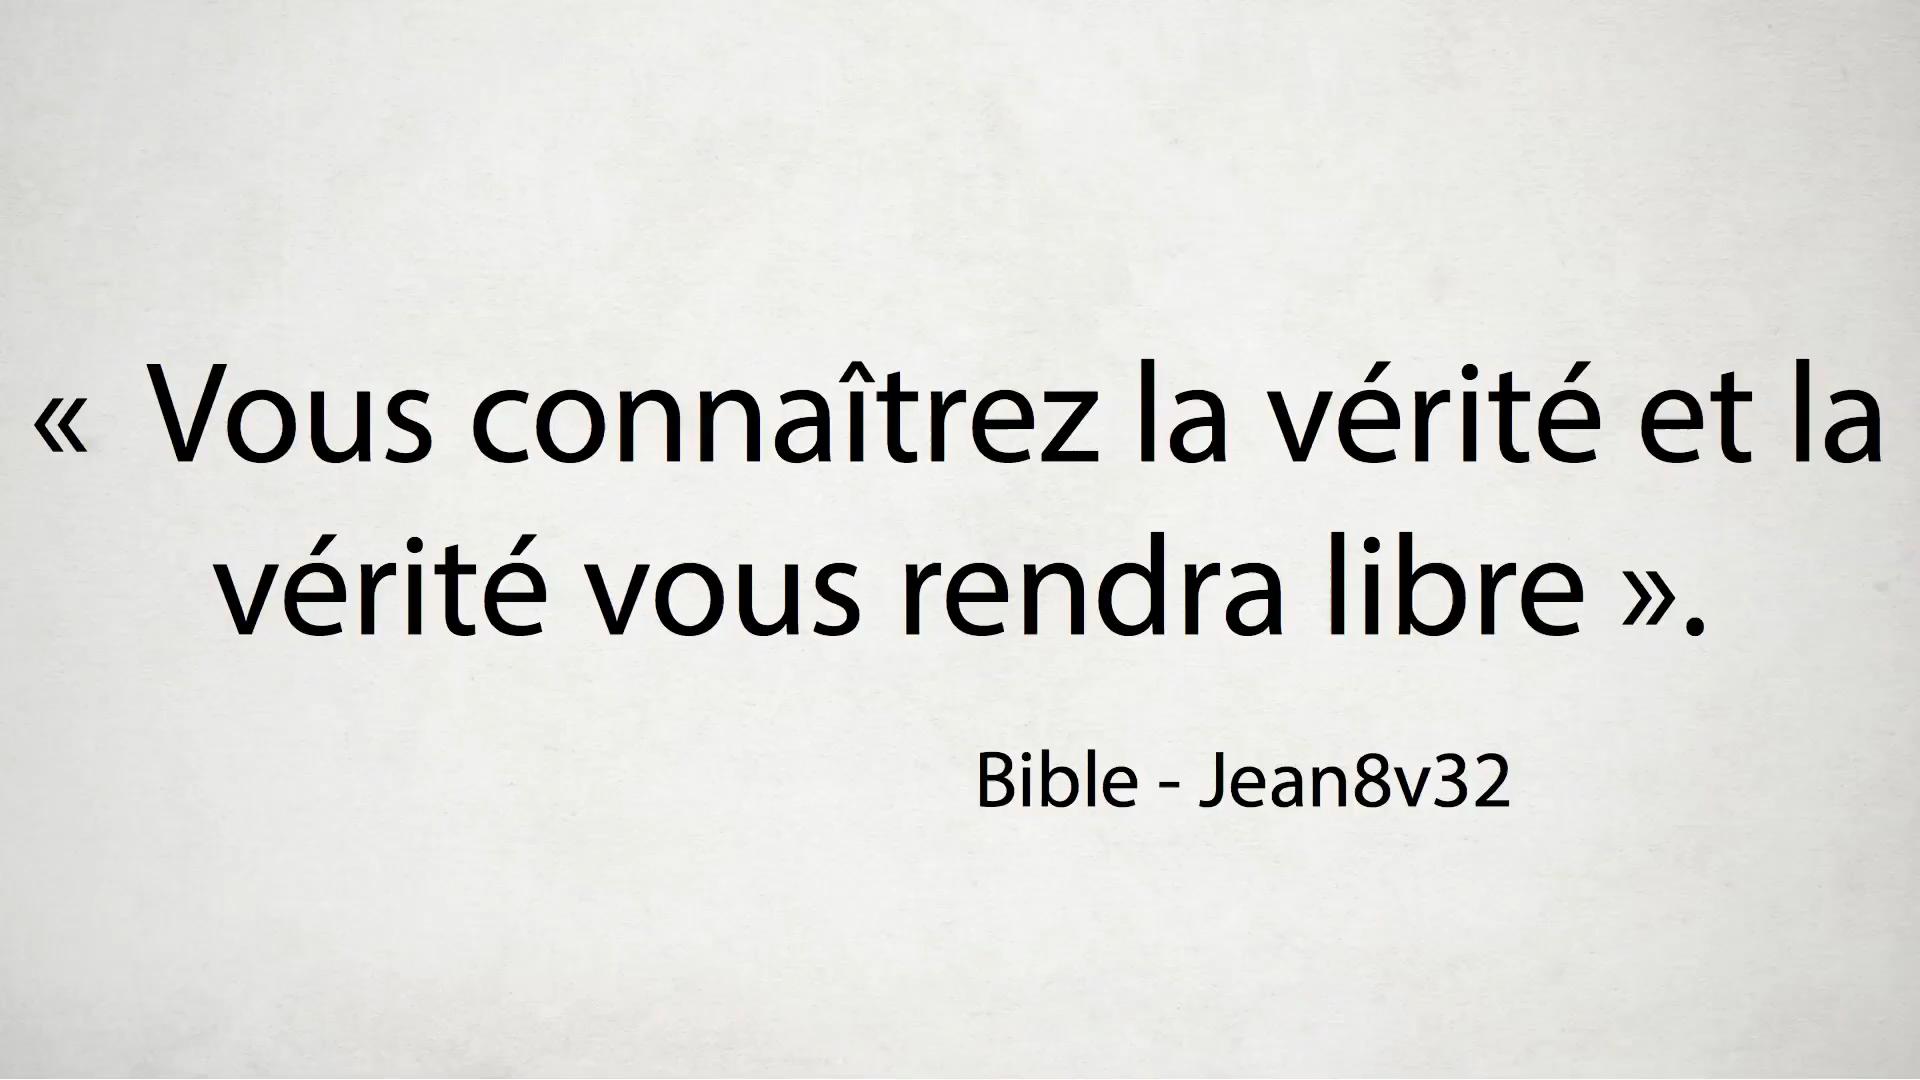 «  Vous connaîtrez la vérité et la
vérité vous rendra libre ».
Bible - Jean8v32